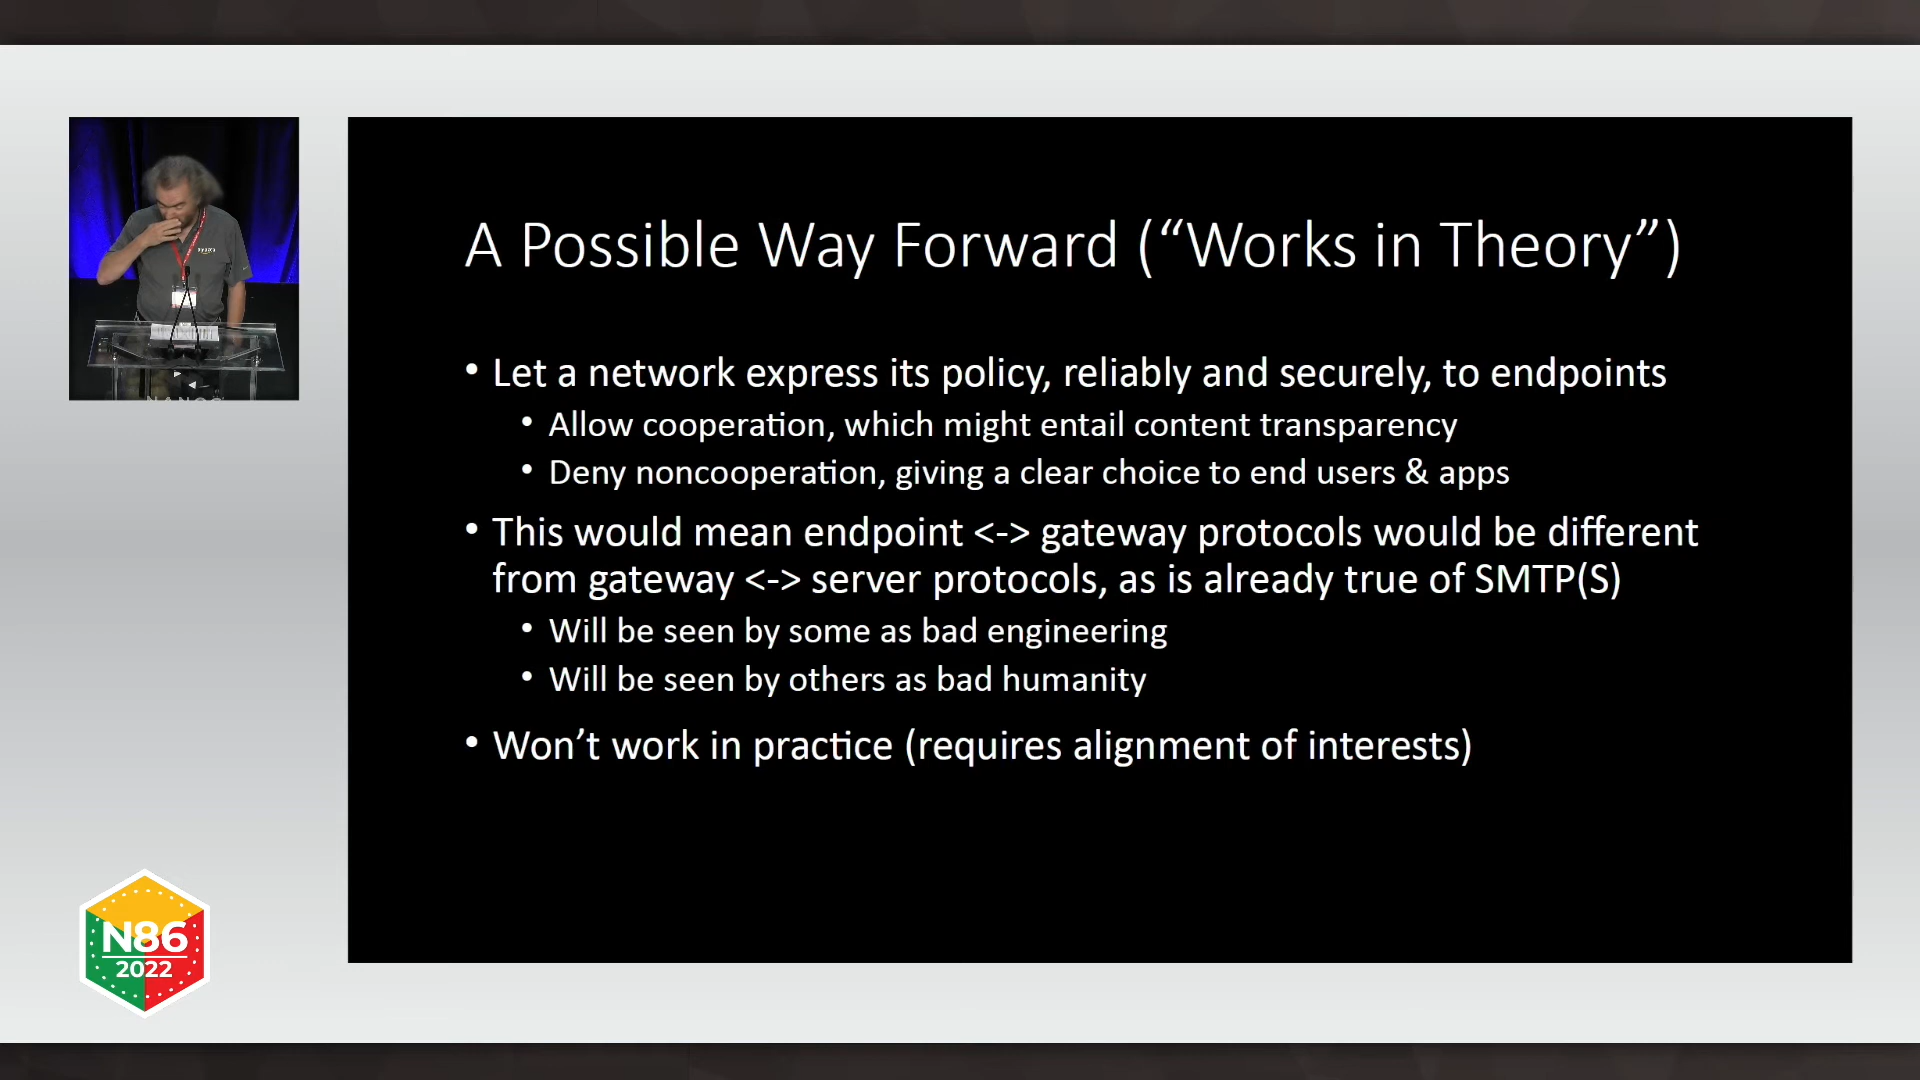 A Possible Way Forward (“Works in Theory”)
• Let a network express its policy, reliably and securely, to endpoints
• Allow cooperation, which might entail content transparency
• Deny noncooperation, giving a clear choice to end users & apps
• This would mean endpoint <-> gateway protocols would be different
from gateway <-> server protocols, as is already true of SMTP(S)
• Will be seen by some as bad engineering
• Will be seen by others as bad humanity
• Won’t work in practice (requires alignment of interests)
NANOG
N86
2022